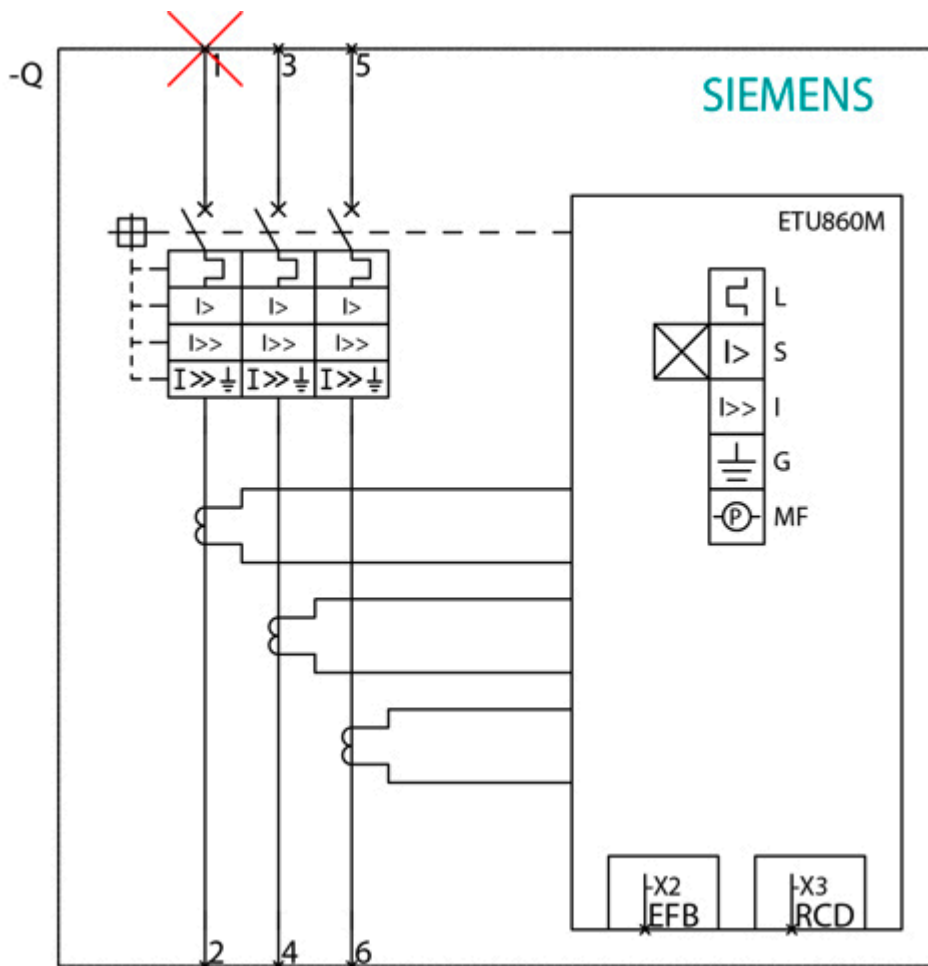 1 3 5
-Q
SIEMENS
ETU860M
L
I> I> I>
I> S
I>> I>> I>>
I>> I
I>> I>> I>>
G
P MF
-X2 -X3
EFB RCD
2 4 6